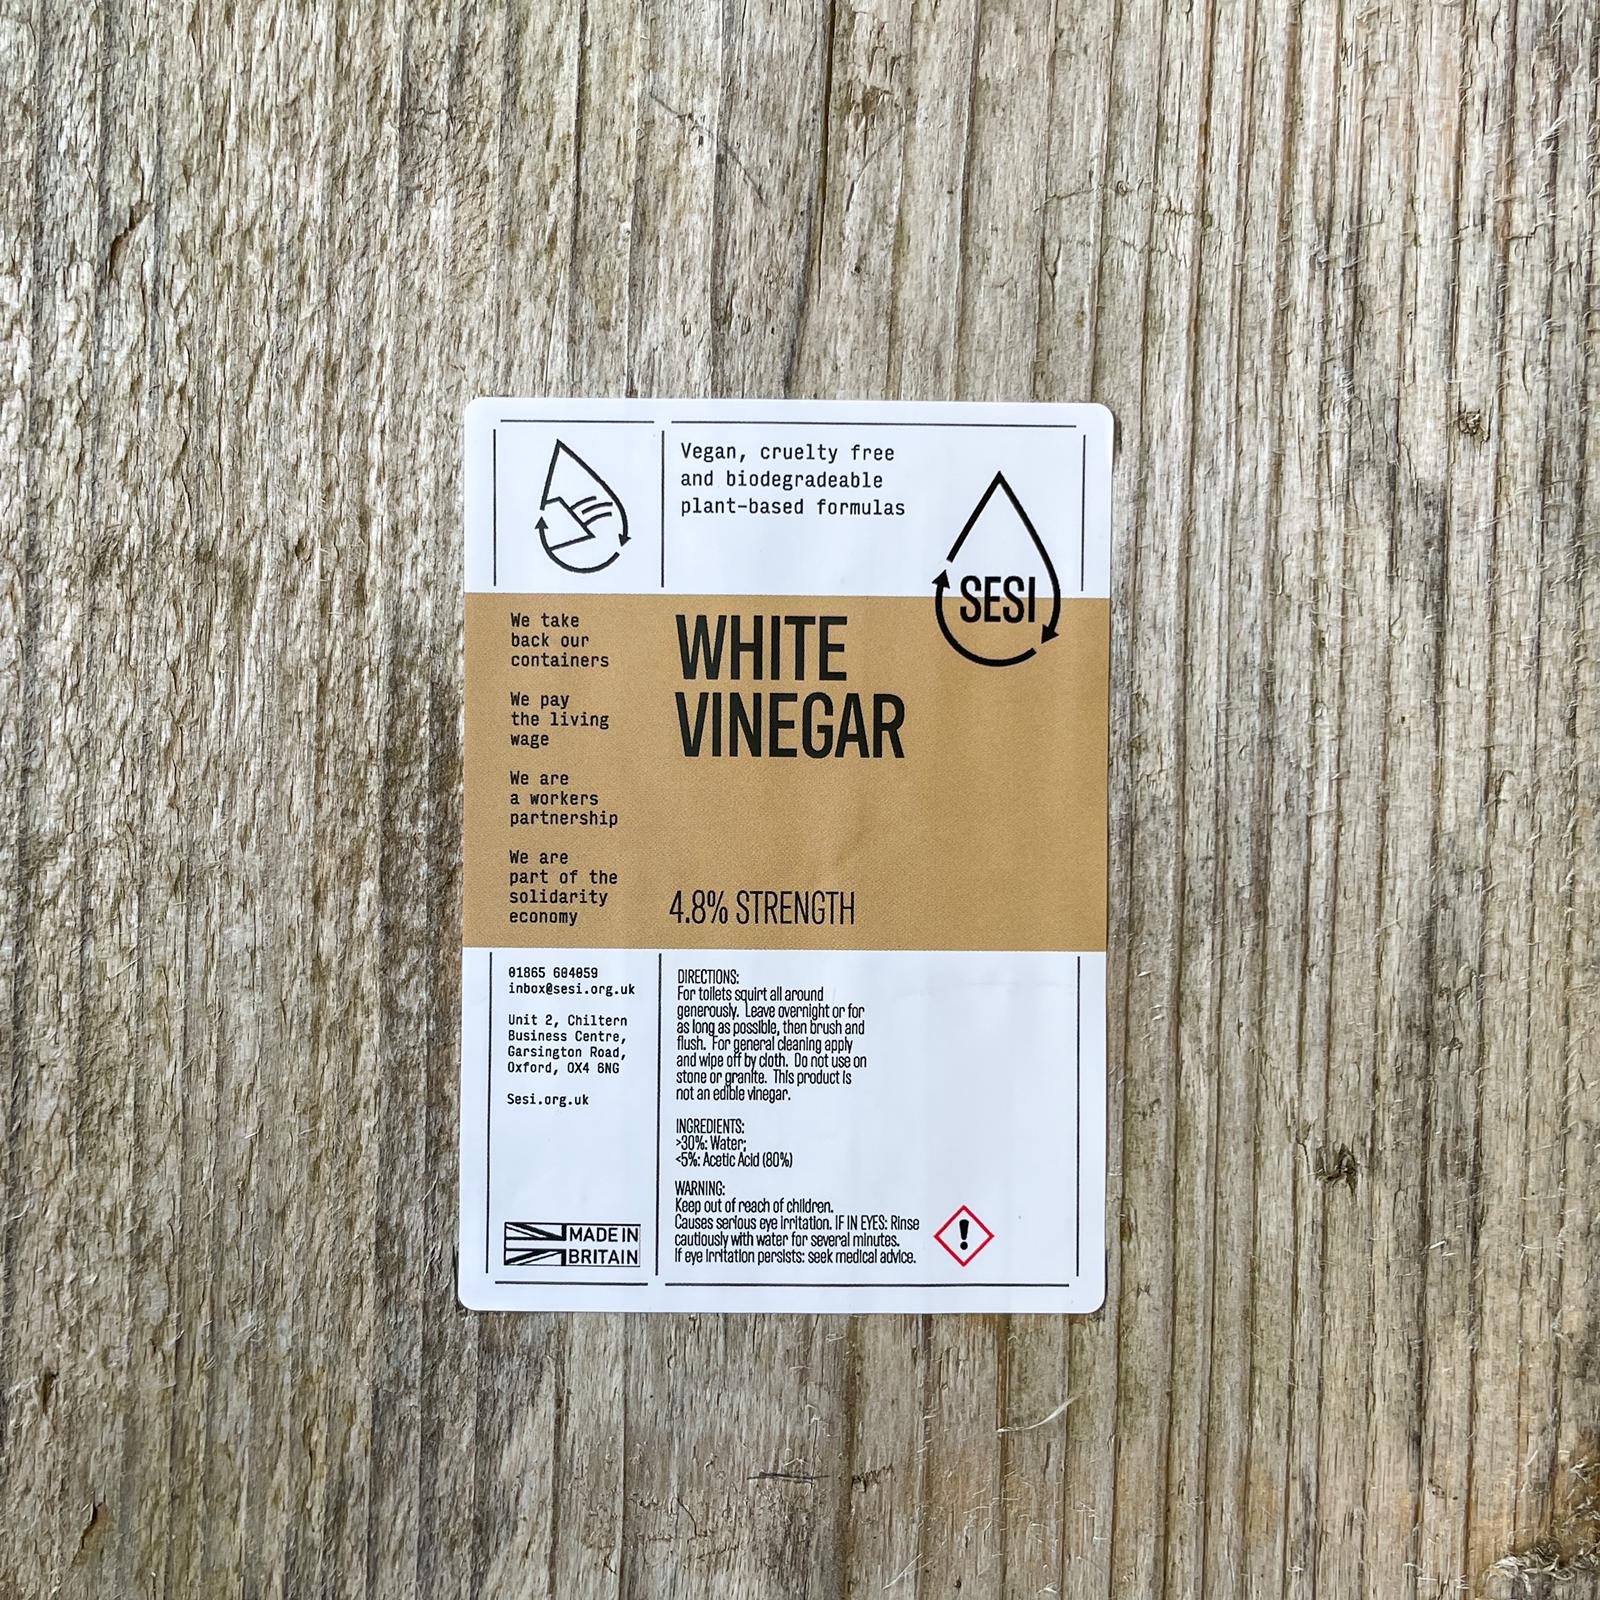 Vegan, cruelty free
and biodegradeable
plant-based formulas
SESI
We take
back our
containers
We pay
the living
wage
We are
a workers
partnership
We are
part of the
solidarity
economy
WHITE
VINEGAR
4.8% STRENGTH
01865 604059
inbox@sesi.org.uk
Unit 2, Chiltern
Business Centre,
Garsington Road,
Oxford, OX4 6NG
Sesi.org.uk
MADE IN
BRITAIN
DIRECTIONS:
For toilets squirt all around
generously. Leave overnight or for
as long as possible, then brush and
flush. For general cleaning apply
and wipe off by cloth. Do not use on
stone or granite. This product is
not an edible vinegar.
INGREDIENTS:
>30%: Water;
<5%: Acetic Acid (80%)
WARNING:
Keep out of reach of children.
Causes serious eye irritation. IF IN EYES: Rinse
cautiously with water for several minutes.
If eye irritation persists: seek medical advice.